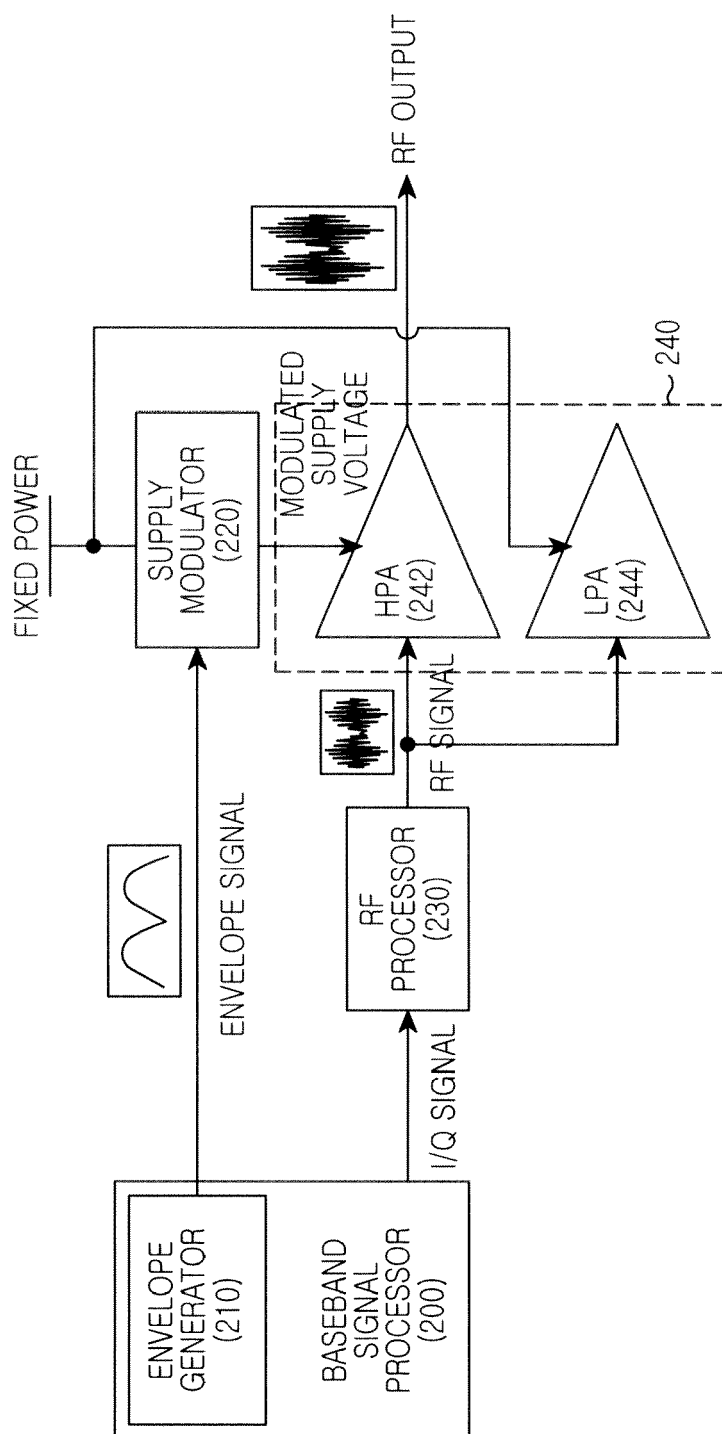 FIXED POWER
ENVELOPE
GENERATOR
(210)
ENVELOPE SIGNAL
SUPPLY
MODULATOR
(220)
MODULATED
SUPPLY
VOLTAGE
BASEBAND
SIGNAL
PROCESSOR
(200)
I/Q SIGNAL
RF
PROCESSOR
(230)
RF SIGNAL
HPA
(242)
RF OUTPUT
LPA
(244)
240